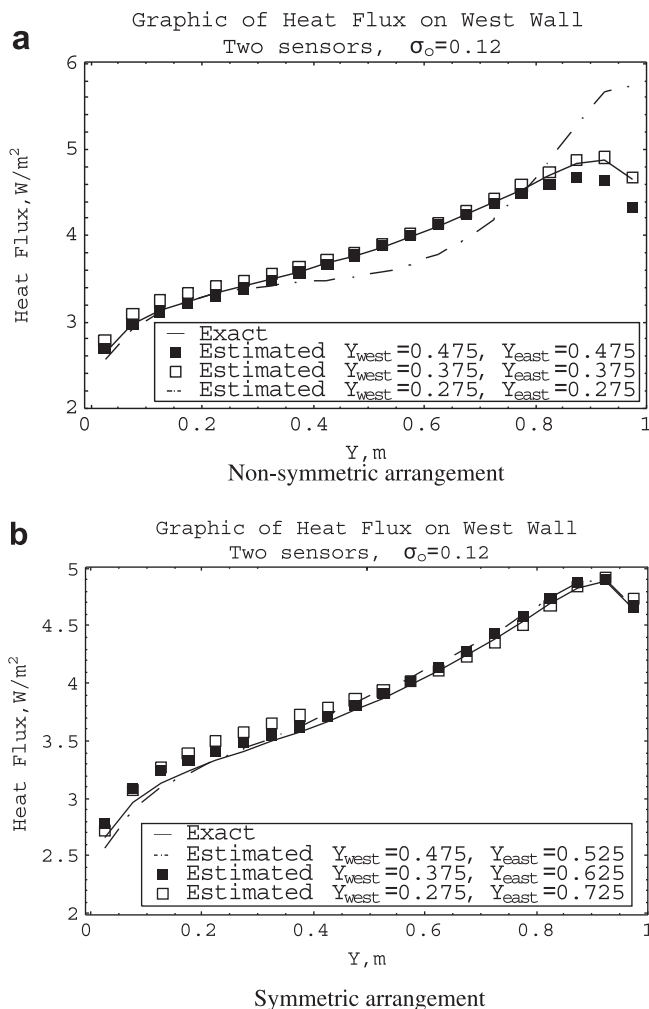 a
Graphic of Heat Flux on West Wall
Two sensors, σo=0.12
Heat Flux, W/m²
6
5
4
3
2
Exact
Estimated Ywest=0.475, Yeast=0.475
Estimated Ywest=0.375, Yeast=0.375
Estimated Ywest=0.275, Yeast=0.275
0 0.2 0.4 0.6 0.8 1
Y,m
Non-symmetric arrangement
b
Graphic of Heat Flux on West Wall
Two sensors, σo=0.12
Heat Flux, W/m²
5
4.5
4
3.5
3
2.5
2
Exact
Estimated Ywest=0.475, Yeast=0.525
Estimated Ywest=0.375, Yeast=0.625
Estimated Ywest=0.275, Yeast=0.725
0 0.2 0.4 0.6 0.8 1
Y,m
Symmetric arrangement